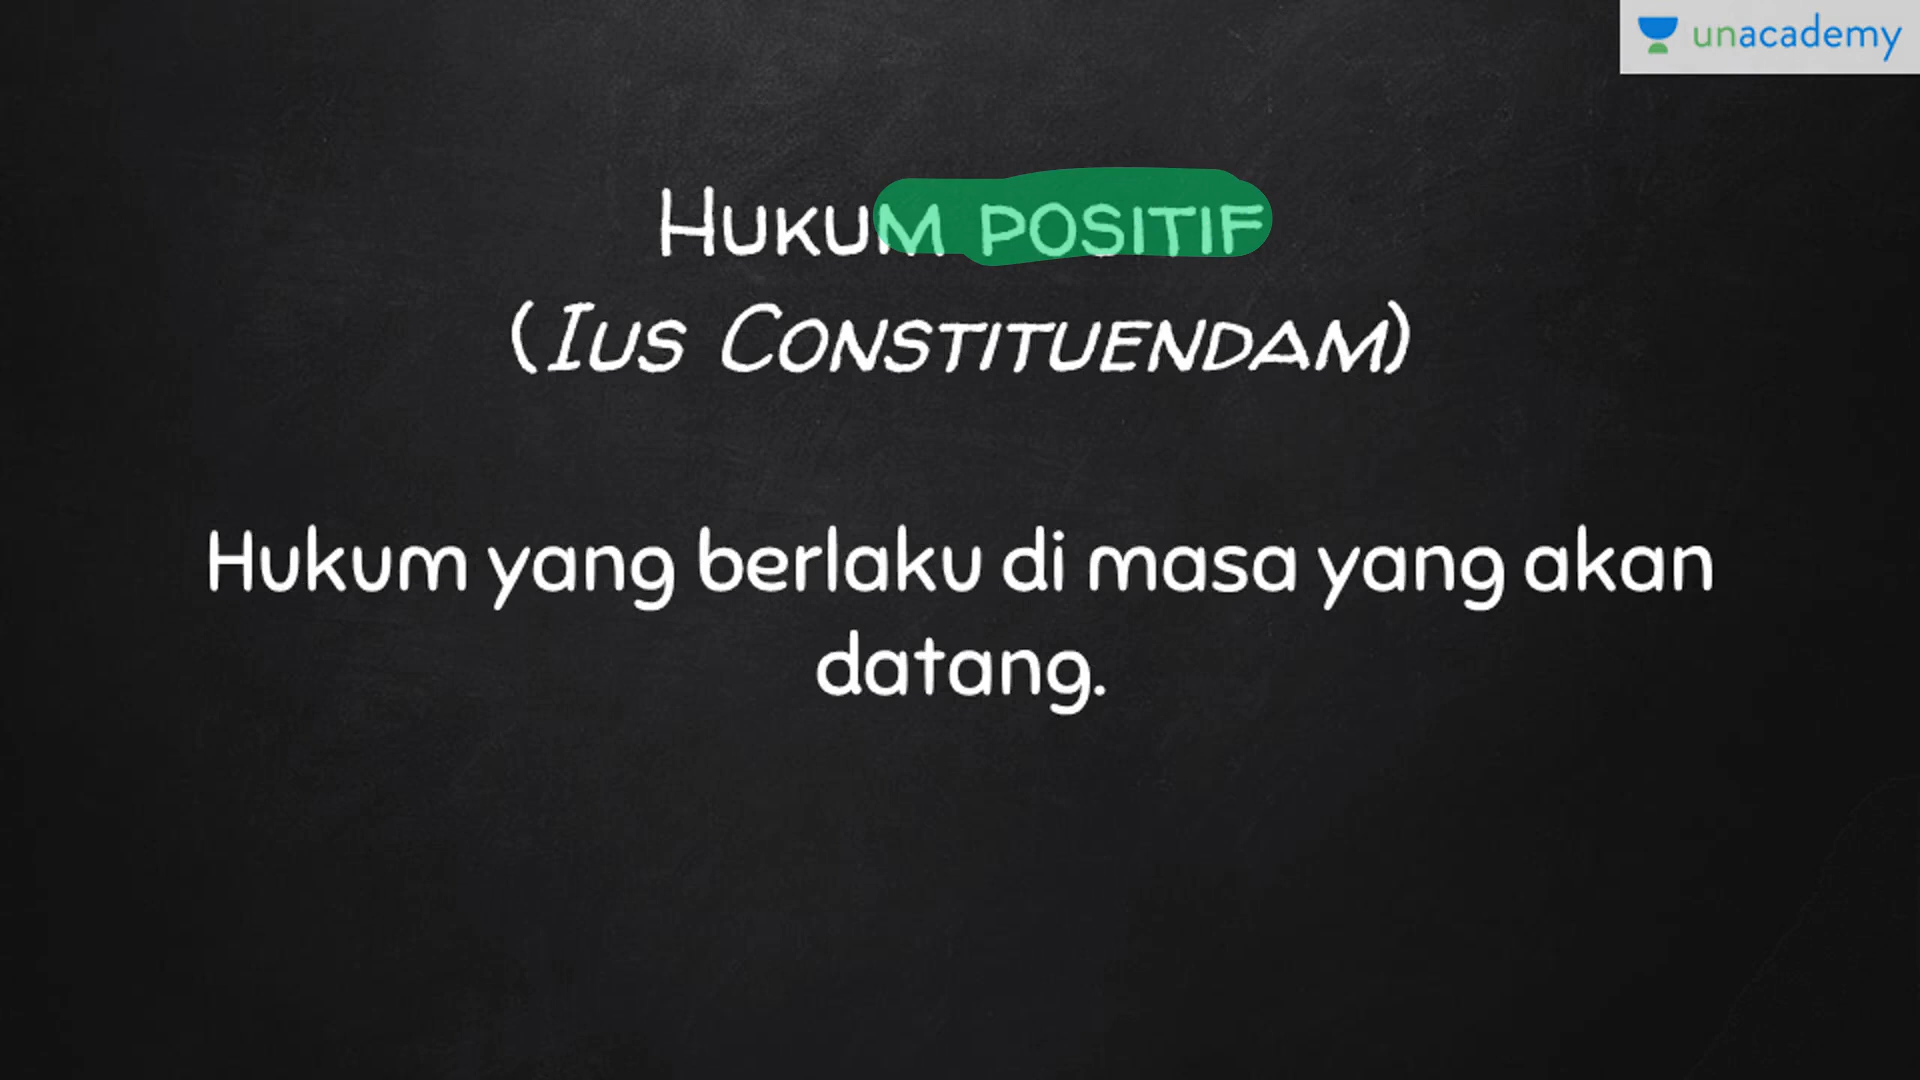 unacademy
Hukum positif
(Ius Constituendam)
Hukum yang berlaku di masa yang akan
datang.